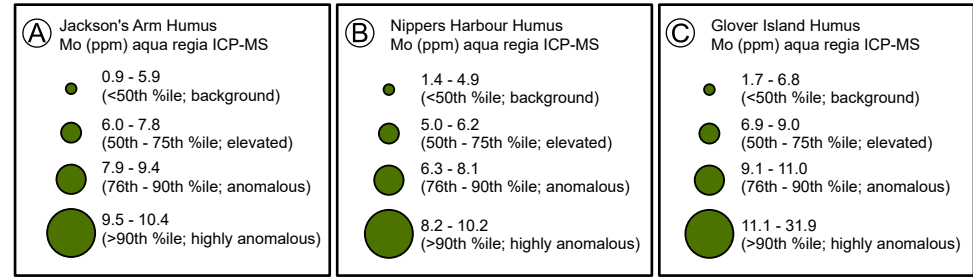 A Jackson's Arm Humus
Mo (ppm) aqua regia ICP-MS
0.9 - 5.9
(<50th %ile; background)
6.0 - 7.8
(50th - 75th %ile; elevated)
7.9 - 9.4
(76th - 90th %ile; anomalous)
9.5 - 10.4
(>90th %ile; highly anomalous)
B Nippers Harbour Humus
Mo (ppm) aqua regia ICP-MS
1.4 - 4.9
(<50th %ile; background)
5.0 - 6.2
(50th - 75th %ile; elevated)
6.3 - 8.1
(76th - 90th %ile; anomalous)
8.2 - 10.2
(>90th %ile; highly anomalous)
C Glover Island Humus
Mo (ppm) aqua regia ICP-MS
1.7 - 6.8
(<50th %ile; background)
6.9 - 9.0
(50th - 75th %ile; elevated)
9.1 - 11.0
(76th - 90th %ile; anomalous)
11.1 - 31.9
(>90th %ile; highly anomalous)